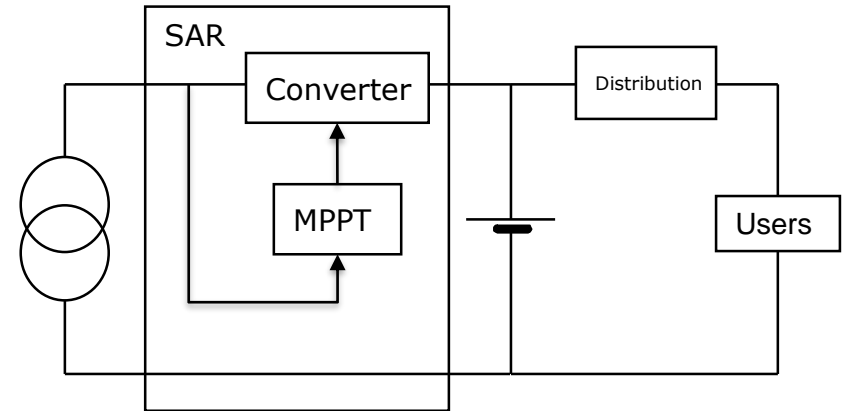 SAR
Converter
Distribution
MPPT
Users